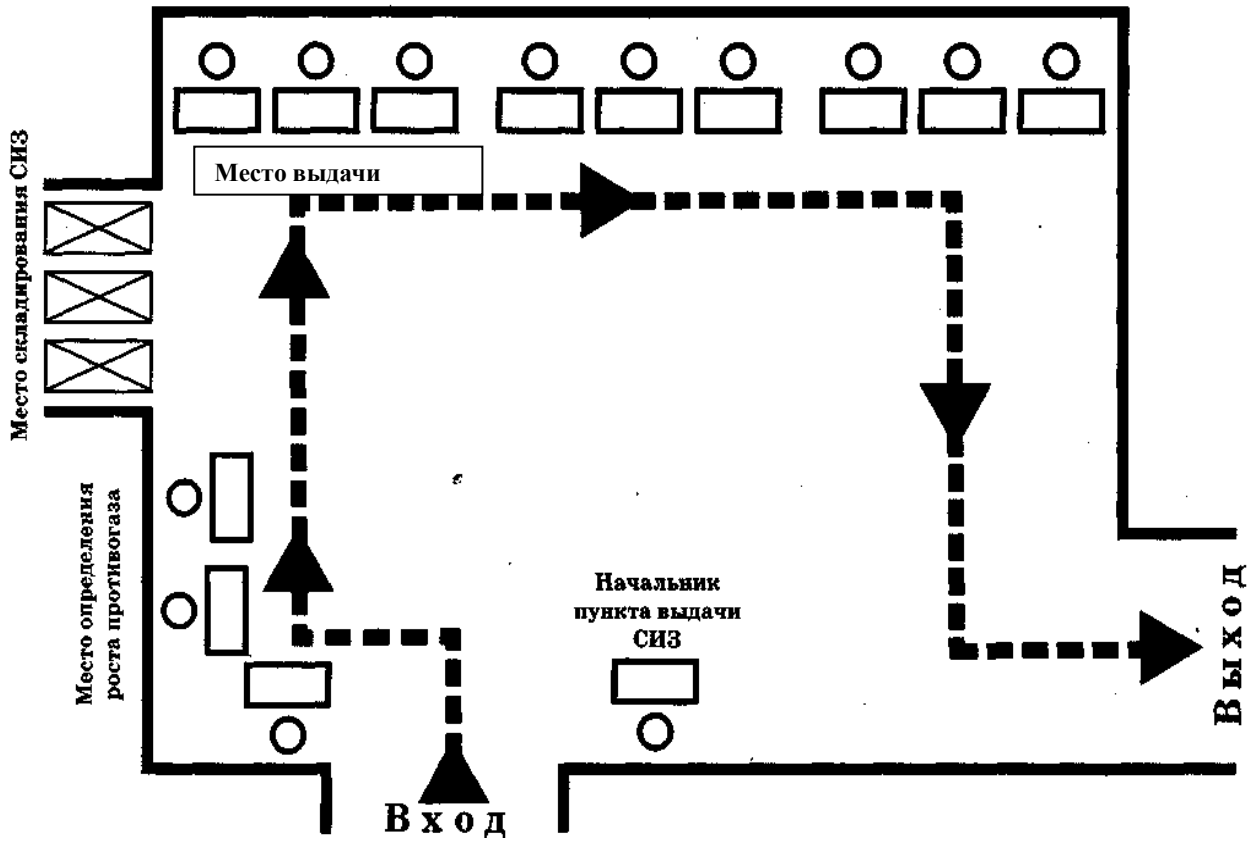 Место выдачи
Место складирования СИЗ
Место определения
роста противогаза
Начальник
пункта выдачи
СИЗ
Выход
Вход